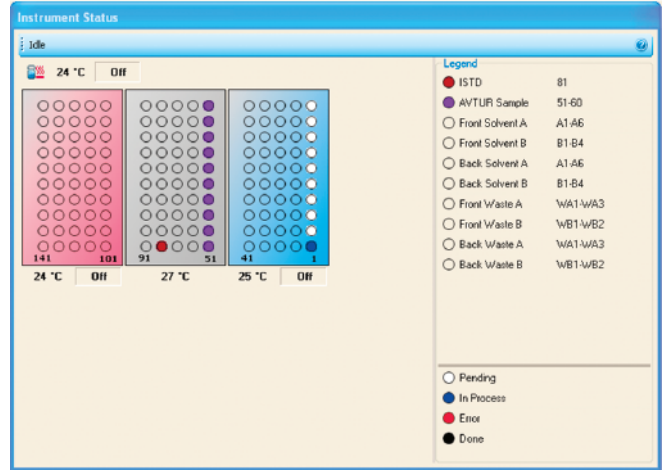 Instrument Status
Idle
24 °C Off
141 101 91 51 41 1
24 °C Off 27 °C 25 °C Off
Legend
ISTD 81
AVTUR Sample 51-60
Front Solvent A A1-A6
Front Solvent B B1-B4
Back Solvent A A1-A6
Back Solvent B B1-B4
Front Waste A WA1-WA3
Front Waste B WB1-WB2
Back Waste A WA1-WA3
Back Waste B WB1-WB2
Pending
In Process
Error
Done